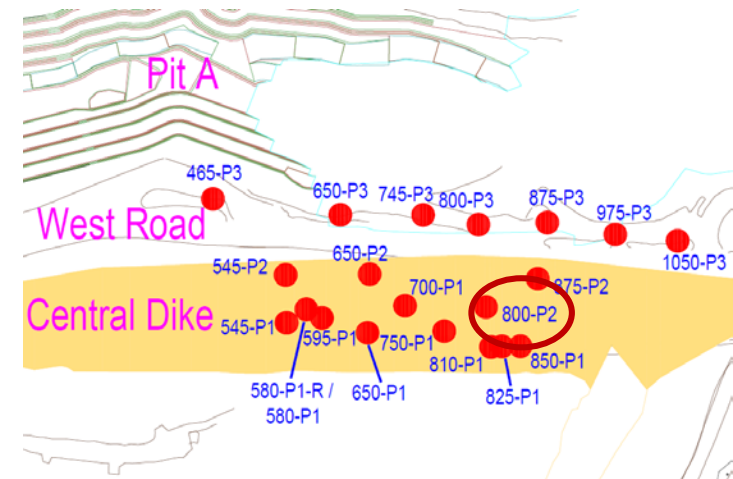 Pit A
465-P3
650-P3
745-P3
800-P3
875-P3
975-P3
1050-P3
West Road
545-P2
650-P2
875-P2
700-P1
800-P2
Central Dike
545-P1
595-P1
750-P1
810-P1
850-P1
580-P1-R /
580-P1
650-P1
825-P1